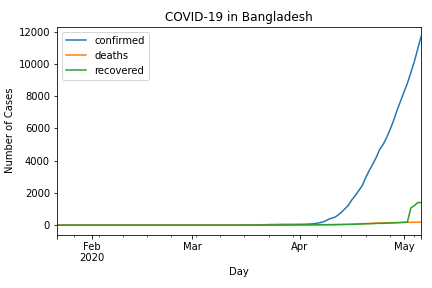 COVID-19 in Bangladesh
confirmed
deaths
recovered
12000
10000
8000
6000
4000
2000
0
Number of Cases
Feb
2020
Mar
Apr
May
Day